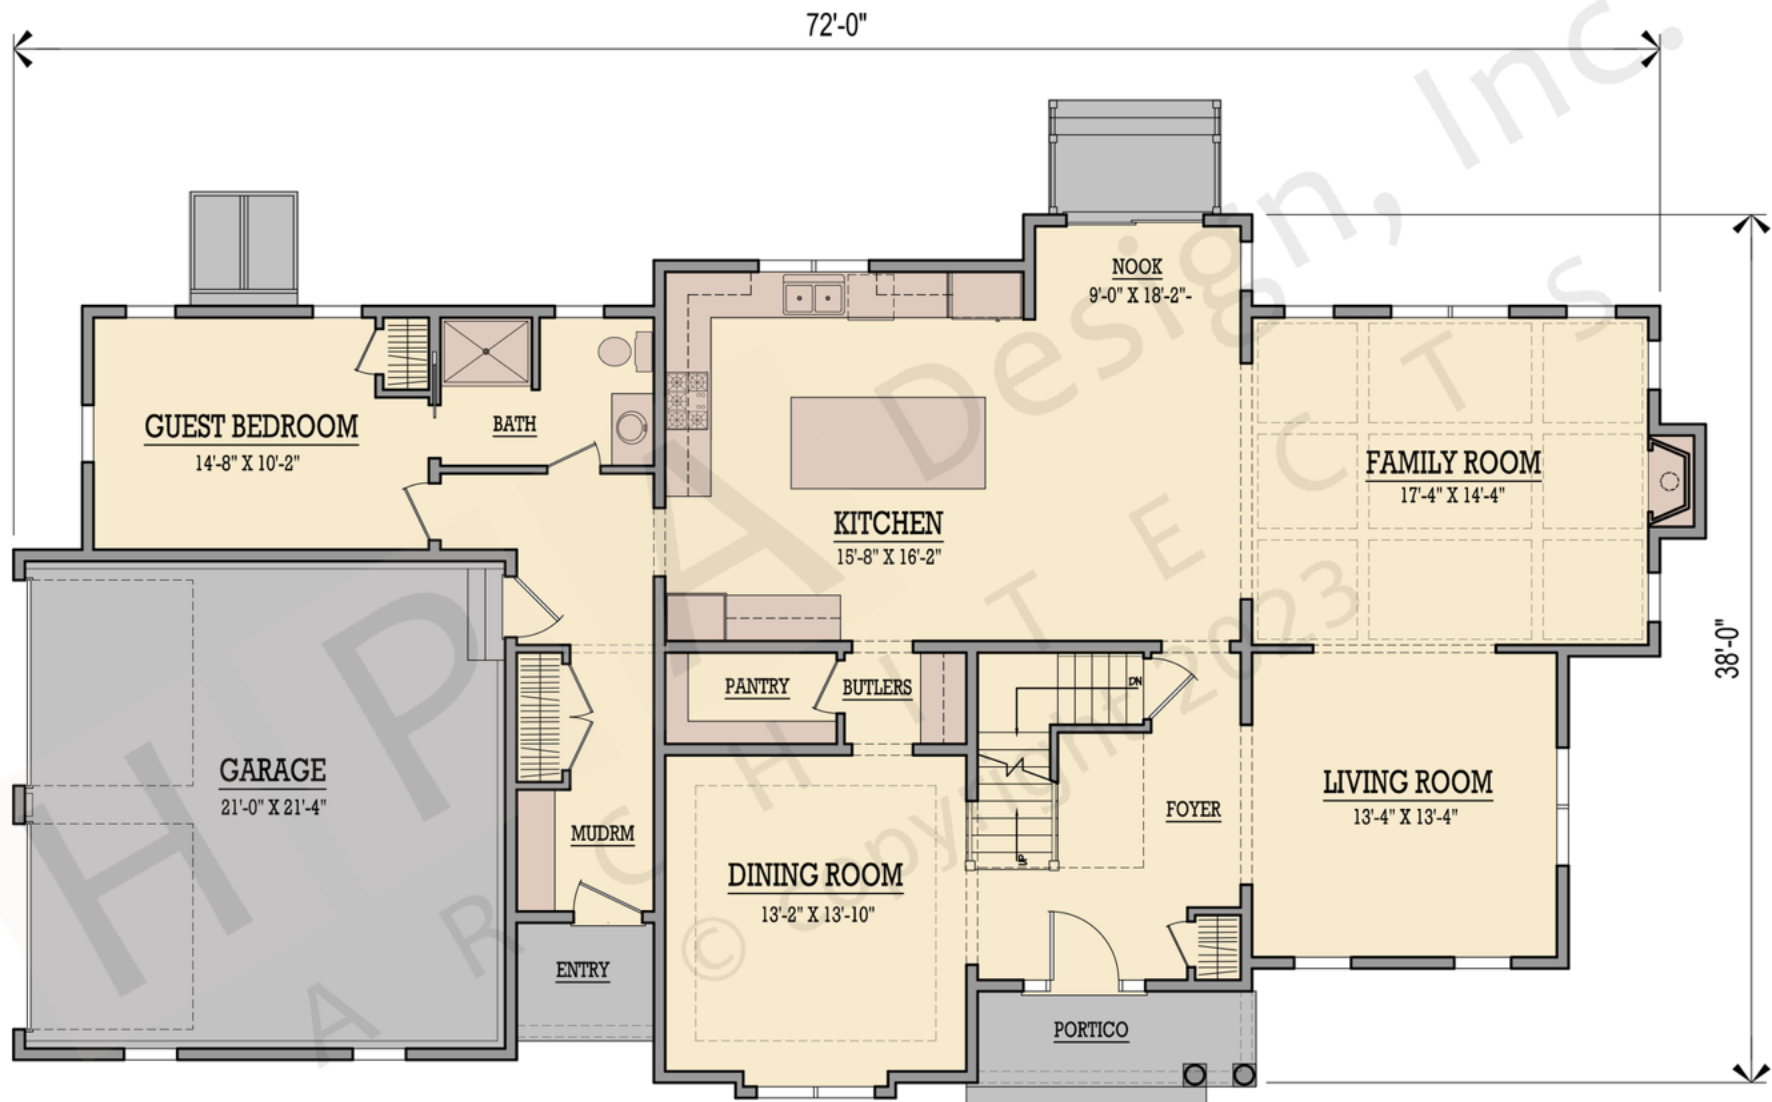 72'-0"
NOOK
9'-0" X 18'-2"-
GUEST BEDROOM
14'-8" X 10'-2"
BATH
FAMILY ROOM
17'-4" X 14'-4"
KITCHEN
15'-8" X 16'-2"
38'-0"
PANTRY
BUTLERS
DN
GARAGE
21'-0" X 21'-4"
MUDRM
FOYER
LIVING ROOM
13'-4" X 13'-4"
UP
DINING ROOM
13'-2" X 13'-10"
ENTRY
PORTICO
HPA Design, Inc.
ARCHITECTS
© Copyright 2023